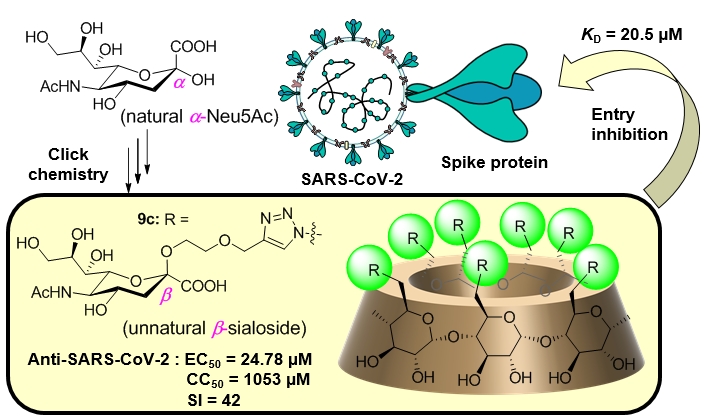 HO
OH
OH
COOH
O
OH
AcHN
HO
α
(natural α-Neu5Ac)
Click
chemistry
SARS-CoV-2
Spike protein
K_D = 20.5 µM
Entry
inhibition
9c: R =
N=N
N
O
O
HO
OH
OH
O
COOH
AcHN
HO
β
(unnatural β-sialoside)
Anti-SARS-CoV-2 : EC50 = 24.78 µM
CC50 = 1053 µM
SI = 42
R
R
R
R
R
R
O
O
O
O
O
HO
OH
HO
OH
HO
OH